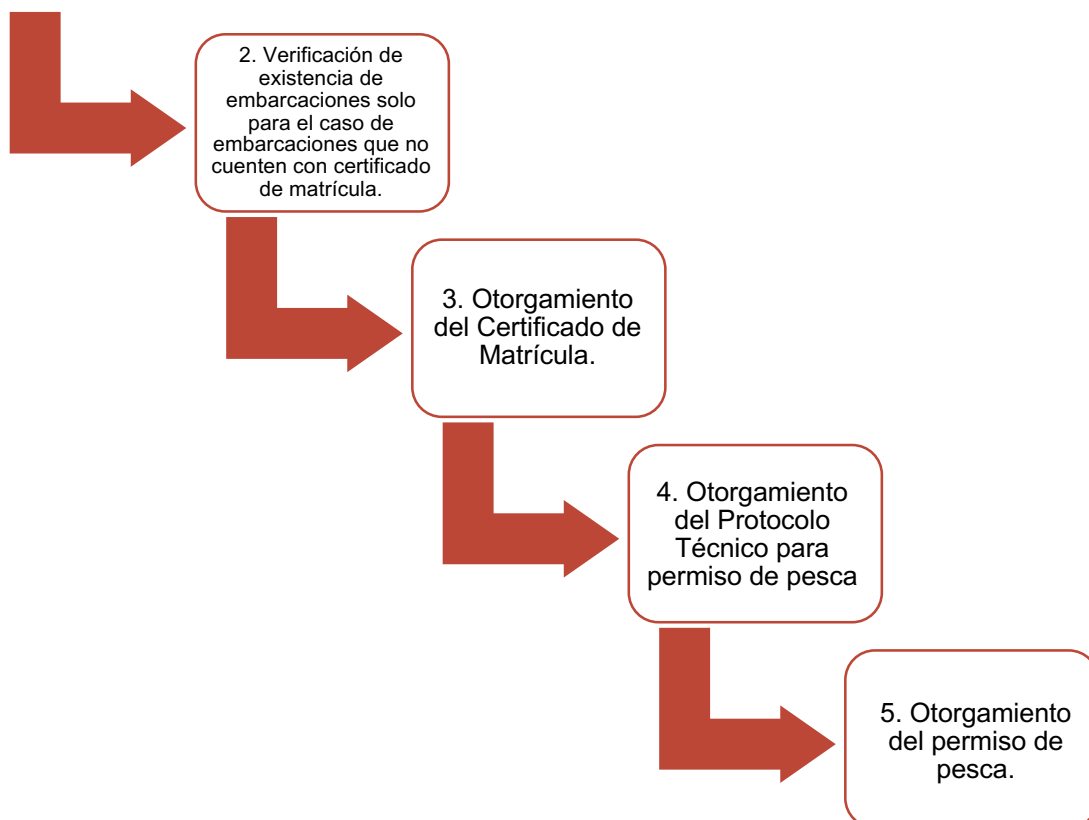 2. Verificación de
existencia de
embarcaciones solo
para el caso de
embarcaciones que no
cuenten con certificado
de matrícula.
3. Otorgamiento
del Certificado de
Matrícula.
4. Otorgamiento
del Protocolo
Técnico para
permiso de pesca
5. Otorgamiento
del permiso de
pesca.